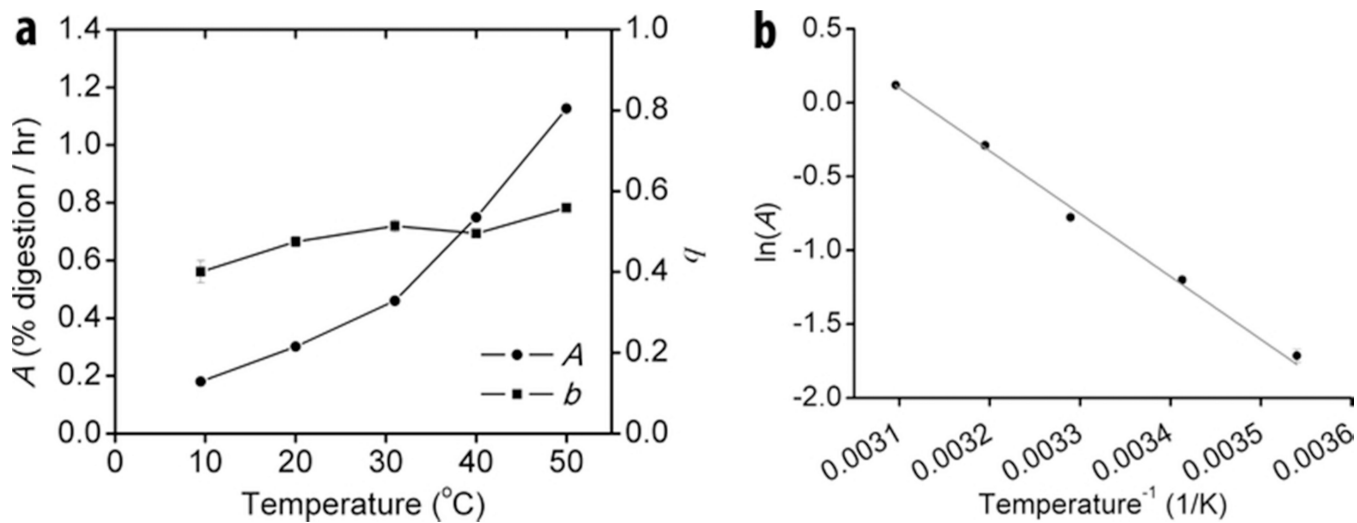 a
1.4
1.2
1.0
0.8
0.6
0.4
0.2
0.0
A (% digestion / hr)
1.0
0.8
0.6
0.4
0.2
0.0
b
A
b
0 10 20 30 40 50
Temperature (°C)
b
0.5
0.0
-0.5
-1.0
-1.5
-2.0
ln(A)
0.0031 0.0032 0.0033 0.0034 0.0035 0.0036
Temperature⁻¹ (1/K)